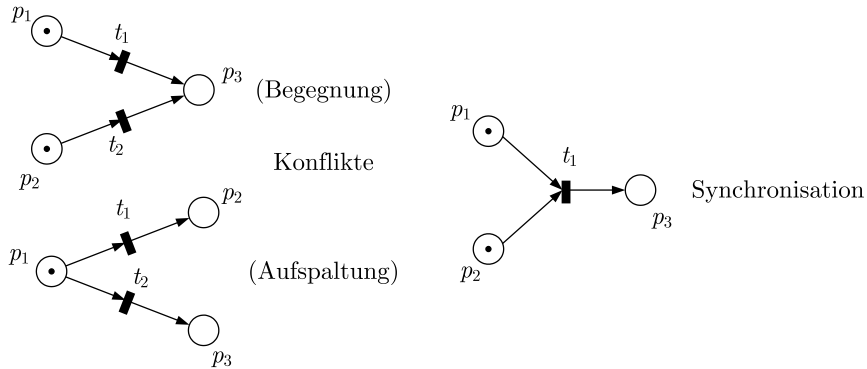 p1
t1
p3
(Begegnung)
t2
p2
Konflikte
p2
t1
p1
(Aufspaltung)
t2
p3
p1
t1
Synchronisation
p3
p2